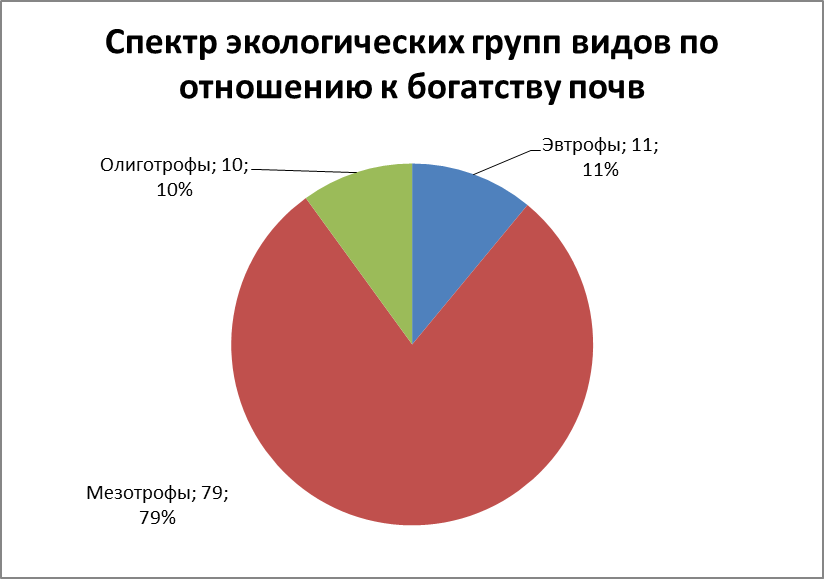 Спектр экологических групп видов по
отношению к богатству почв
Эвтрофы; 11;
11%
Олиготрофы; 10;
10%
Мезотрофы; 79;
79%